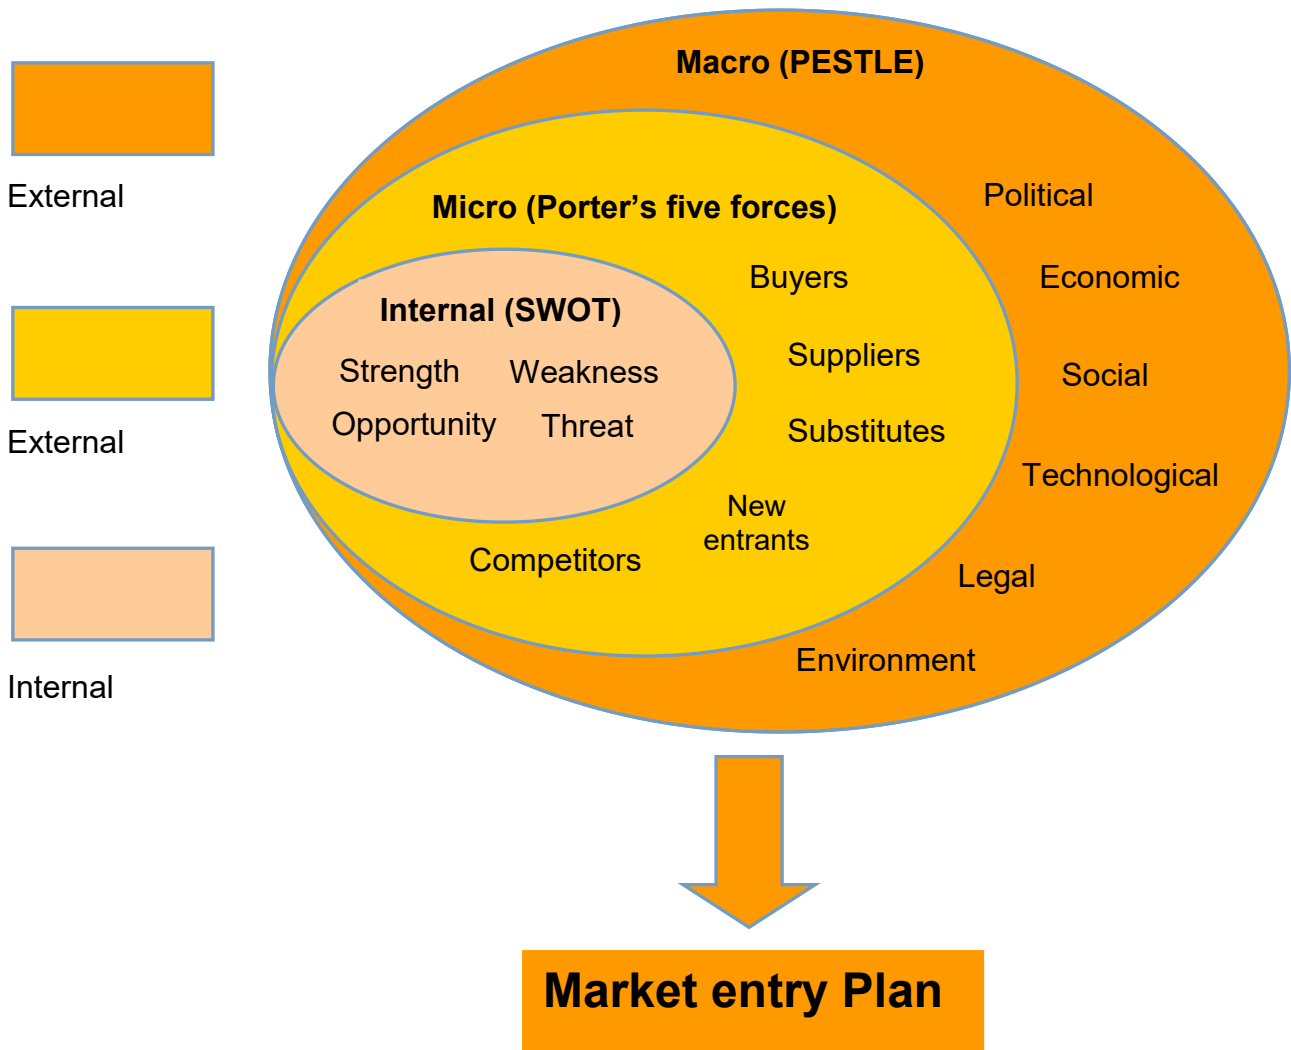 Macro (PESTLE)
External
Political
Micro (Porter’s five forces)
Buyers
Economic
Internal (SWOT)
Suppliers
Strength
Weakness
Social
Opportunity
Threat
Substitutes
External
Technological
New
entrants
Competitors
Legal
Environment
Internal
Market entry Plan